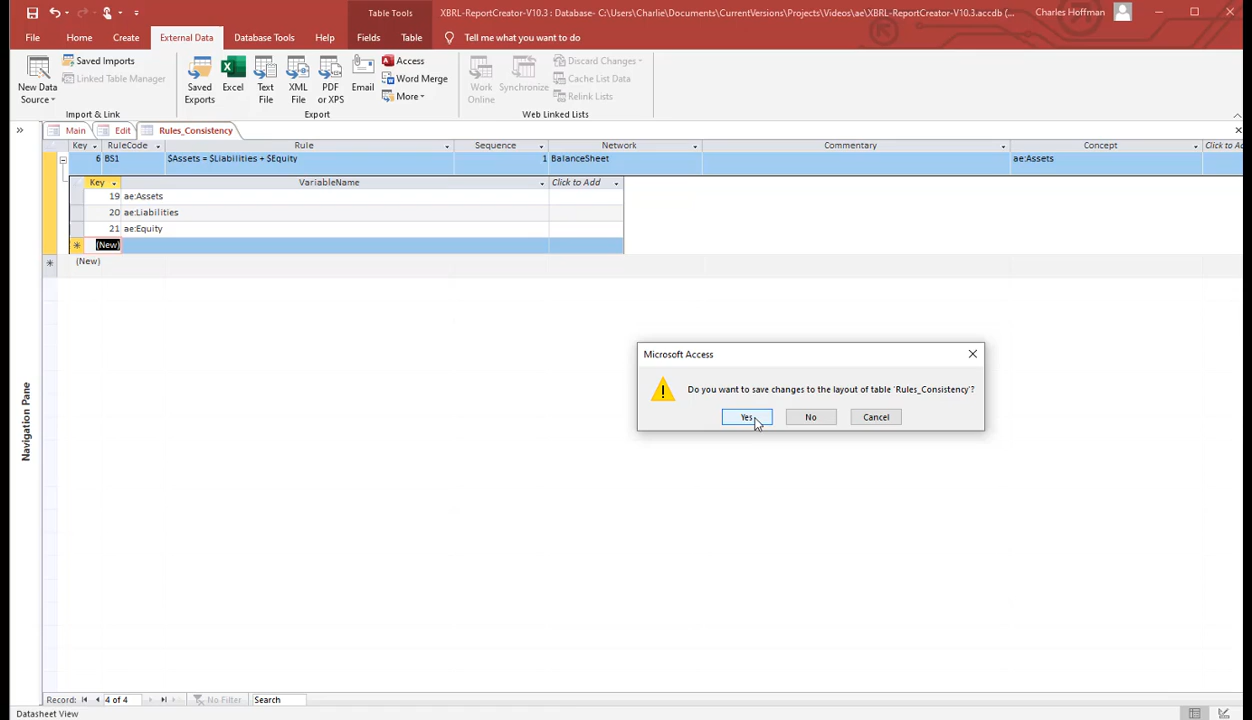 Table Tools
XBRL-ReportCreator-V10.3 : Database- C:\Users\Charlie\Documents\CurrentVersions\Projects\Videos\ae\XBRL-ReportCreator-V10.3.accdb (...
Charles Hoffman
File Home Create External Data Database Tools Help Fields Table Tell me what you want to do
New Data Source
Saved Imports
Linked Table Manager
Import & Link
Saved Exports
Excel
Text File
XML File
PDF or XPS
Email
Access
Word Merge
More
Export
Work Online
Synchronize
Discard Changes
Cache List Data
Relink Lists
Web Linked Lists
Main Edit Rules_Consistency
Key RuleCode Rule Sequence Network Commentary Concept Click to Add
6 BS1 $Assets = $Liabilities + $Equity 1 BalanceSheet ae:Assets
Key VariableName Click to Add
19 ae:Assets
20 ae:Liabilities
21 ae:Equity
(New)
(New)
Microsoft Access
Do you want to save changes to the layout of table 'Rules_Consistency'?
Yes No Cancel
Navigation Pane
Record: 4 of 4 No Filter Search
Datasheet View